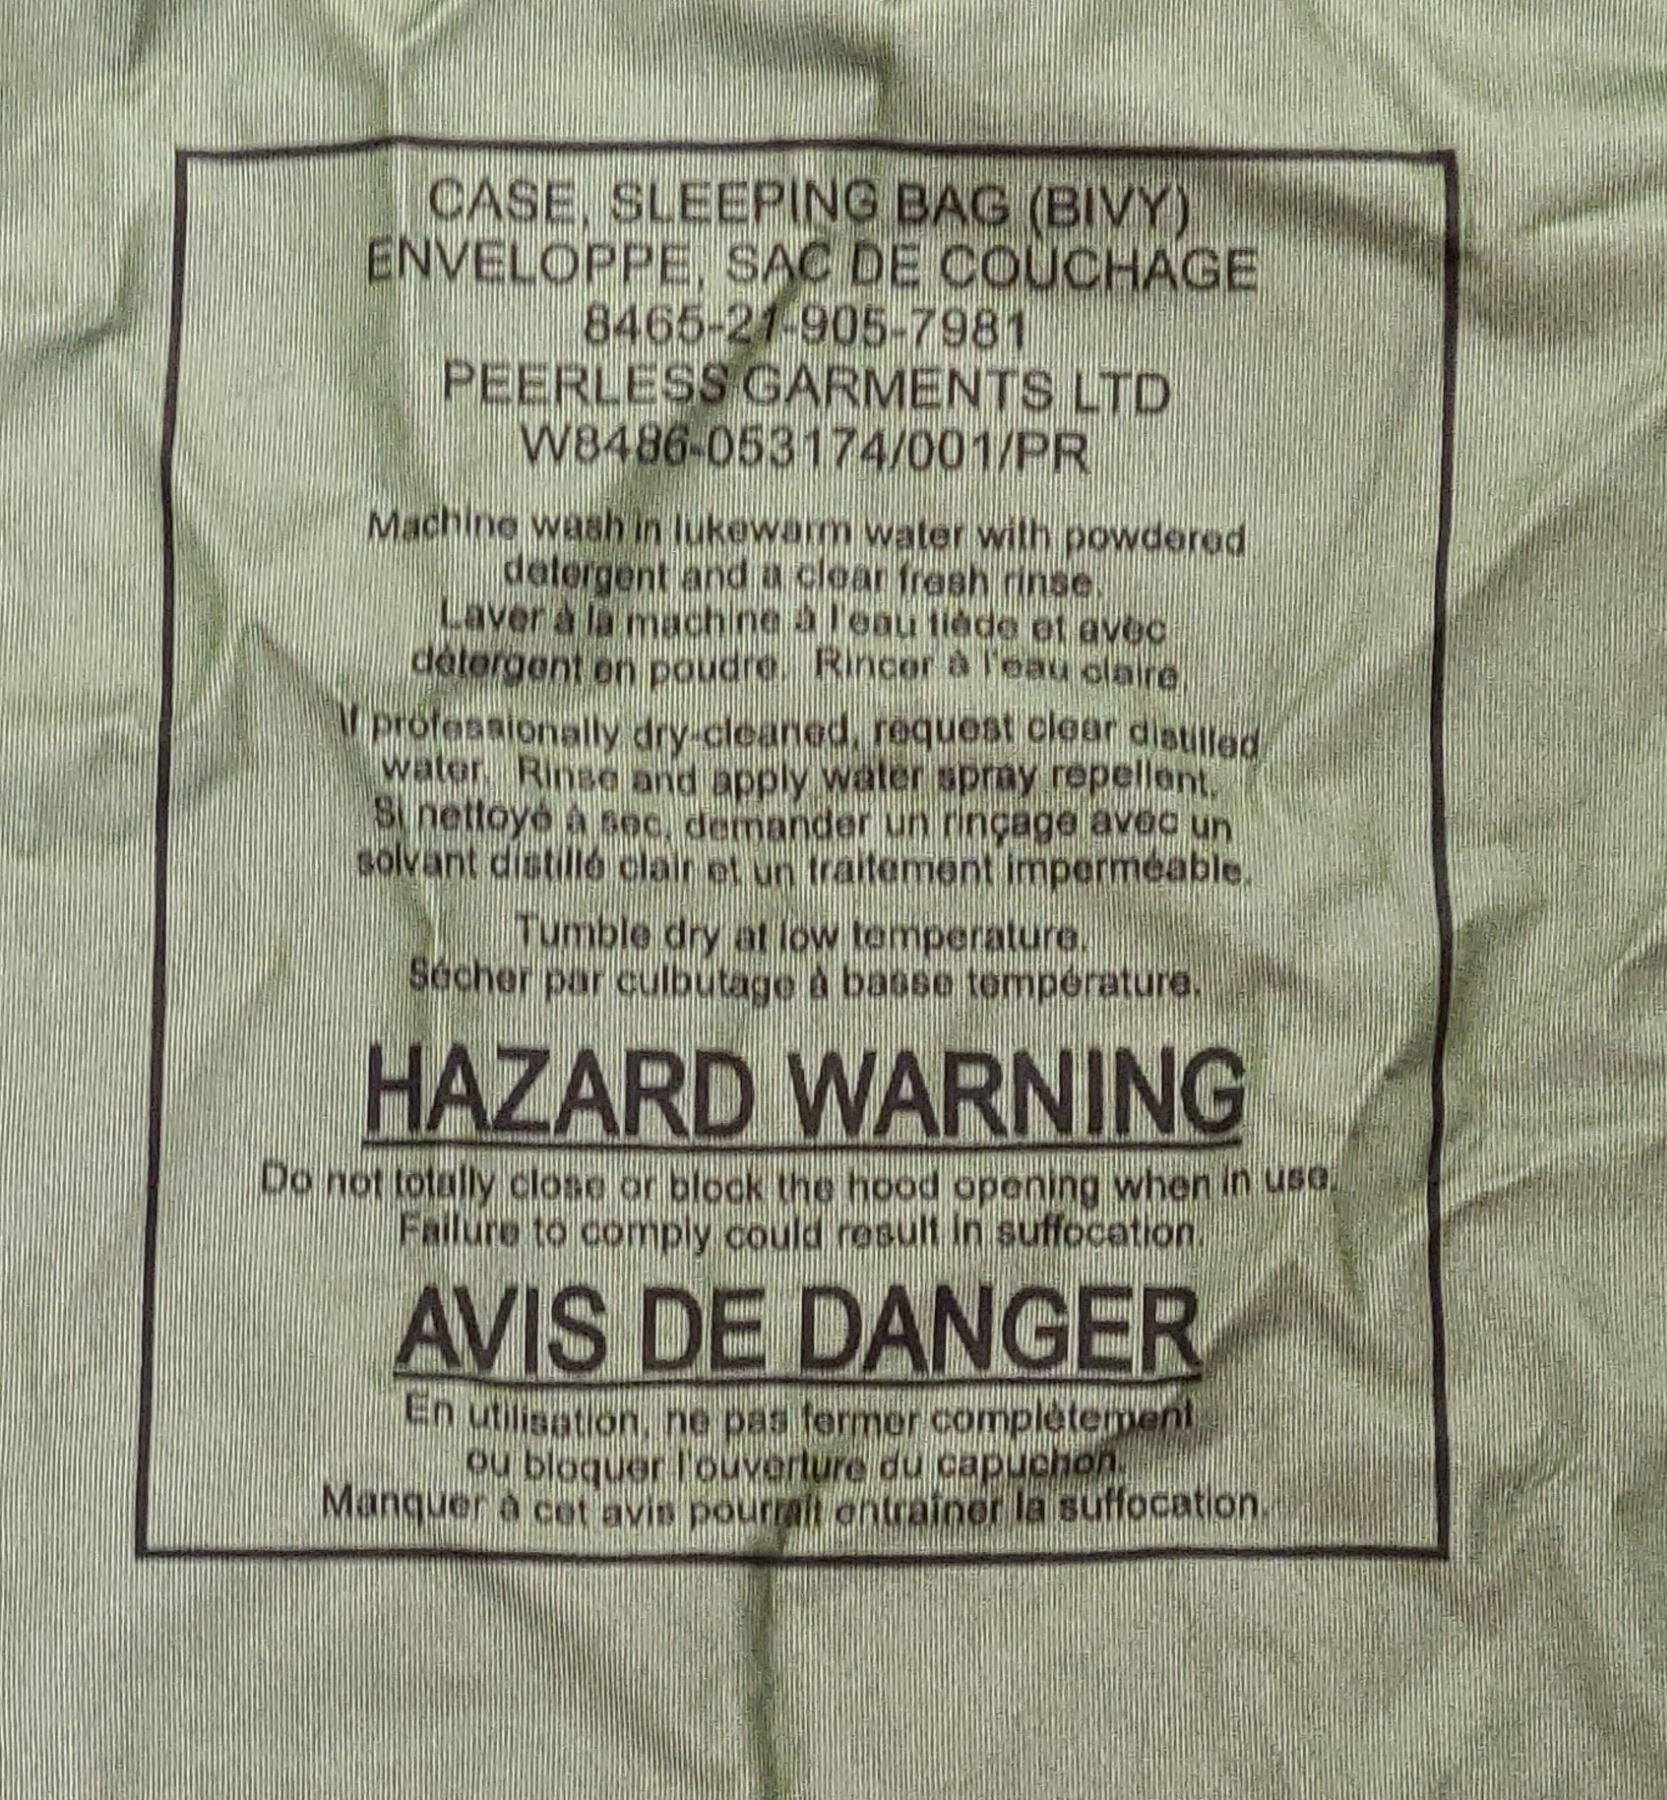 CASE, SLEEPING BAG (BIVY)
ENVELOPPE, SAC DE COUCHAGE
8465-21-905-7981
PEERLESS GARMENTS LTD
W8486-053174/001/PR
Machine wash in lukewarm water with powdered
detergent and a clear fresh rinse.
Laver à la machine à l'eau tiède et avec
détergent en poudre. Rincer à l'eau claire.
If professionally dry-cleaned, request clear distilled
water. Rinse and apply water spray repellent.
Si nettoyé à sec, demander un rinçage avec un
solvant distillé clair et un traitement imperméable.
Tumble dry at low temperature.
Sécher par culbutage à basse température.
HAZARD WARNING
Do not totally close or block the hood opening when in use.
Failure to comply could result in suffocation.
AVIS DE DANGER
En utilisation, ne pas fermer complètement
ou bloquer l'ouverture du capuchon.
Manquer à cet avis pourrait entraîner la suffocation.